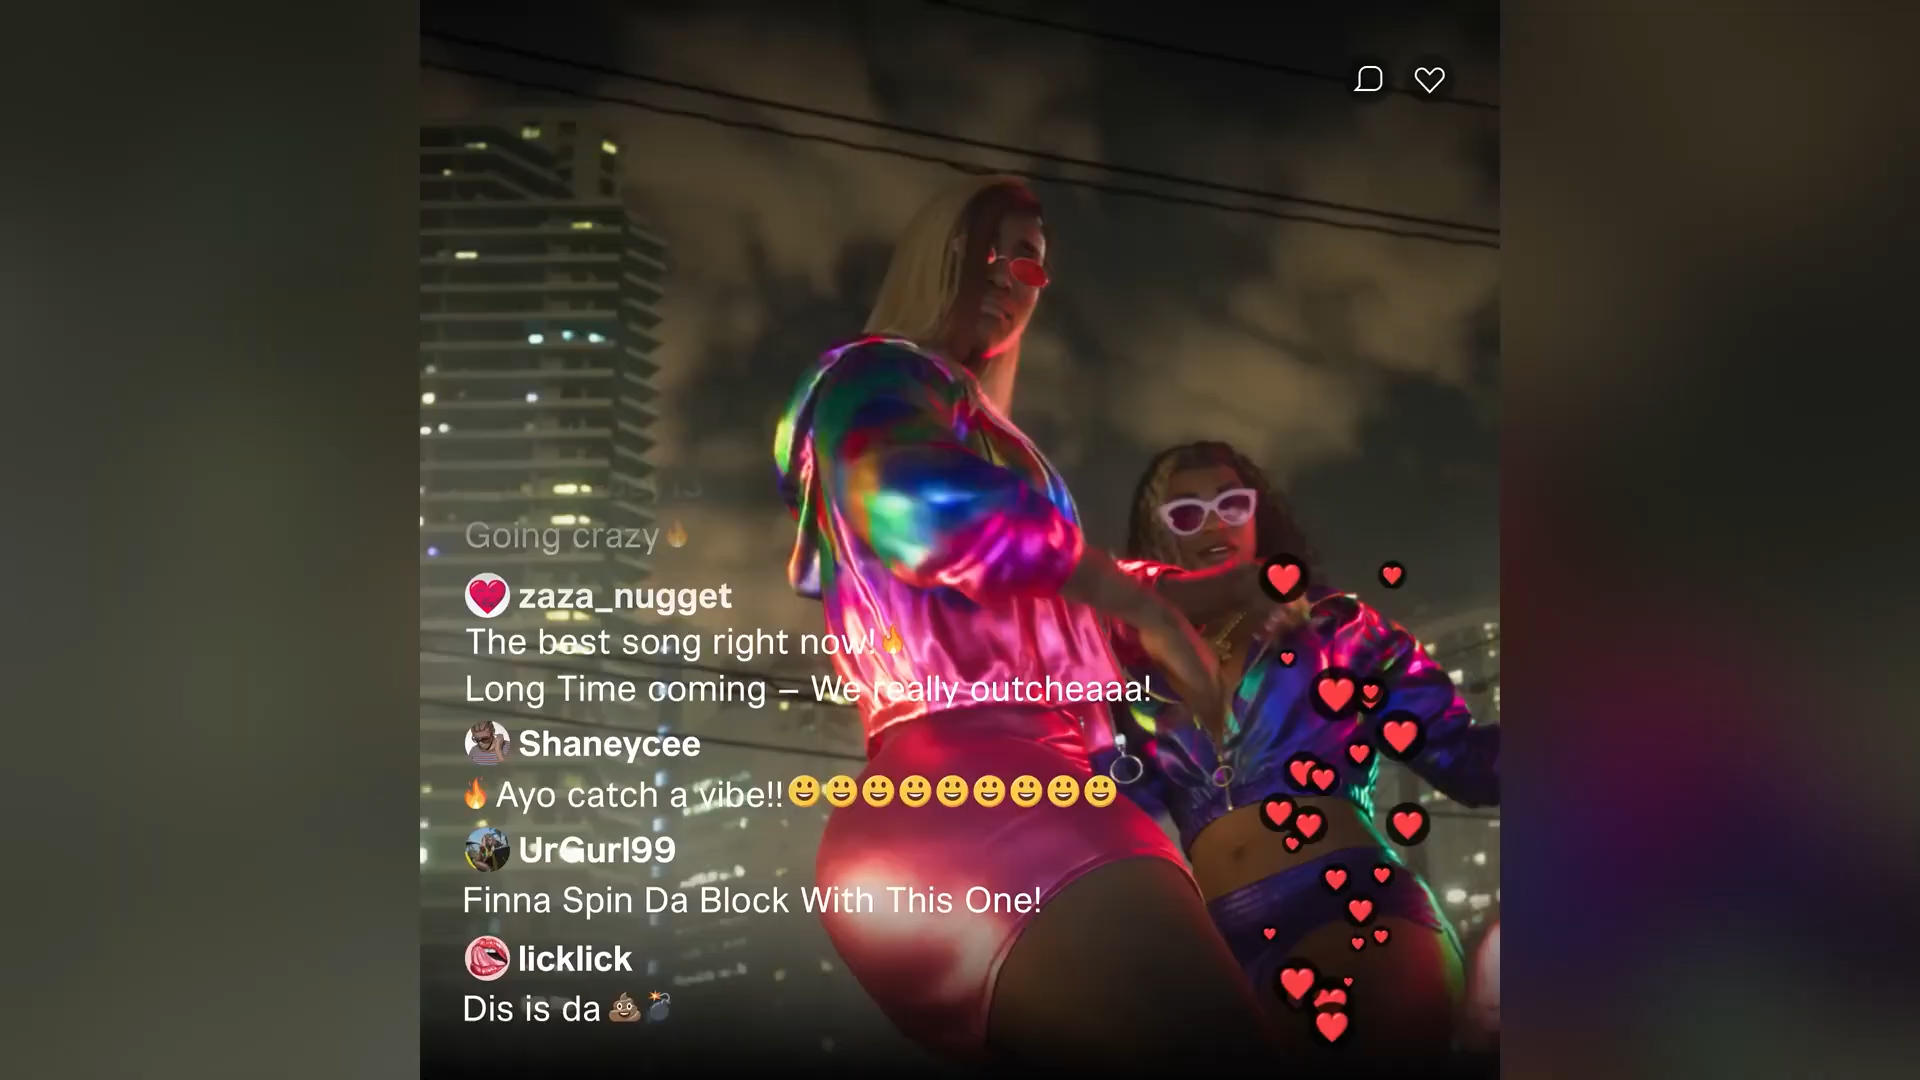 Going crazy🔥
zaza_nugget
The best song right now!🔥
Long Time coming – We really outcheaaa!
Shaneycee
🔥Ayo catch a vibe!!😀😀😀😀😀😀😀😀😀
UrGurl99
Finna Spin Da Block With This One!
licklick
Dis is da💩💣